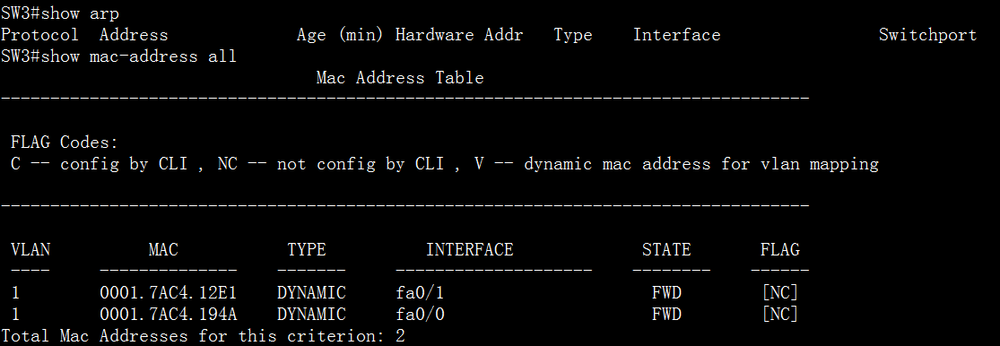 SW3#show arp
Protocol  Address             Age (min) Hardware Addr   Type    Interface                Switchport
SW3#show mac-address all
                                Mac Address Table
----------------------------------------------------------------------------------

 FLAG Codes:
 C -- config by CLI , NC -- not config by CLI , V -- dynamic mac address for vlan mapping

----------------------------------------------------------------------------------

 VLAN          MAC           TYPE          INTERFACE             STATE       FLAG
 ----     --------------    -------     --------------------    --------    ------
 1        0001.7AC4.12E1    DYNAMIC     fa0/1                     FWD        [NC]
 1        0001.7AC4.194A    DYNAMIC     fa0/0                     FWD        [NC]
Total Mac Addresses for this criterion: 2